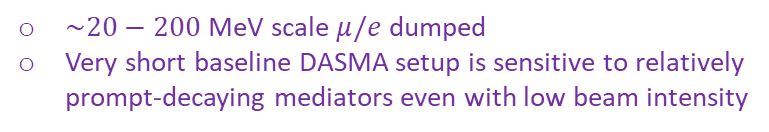 ○ ~20 – 200 MeV scale μ/e dumped
○ Very short baseline DASMA setup is sensitive to relatively
prompt-decaying mediators even with low beam intensity